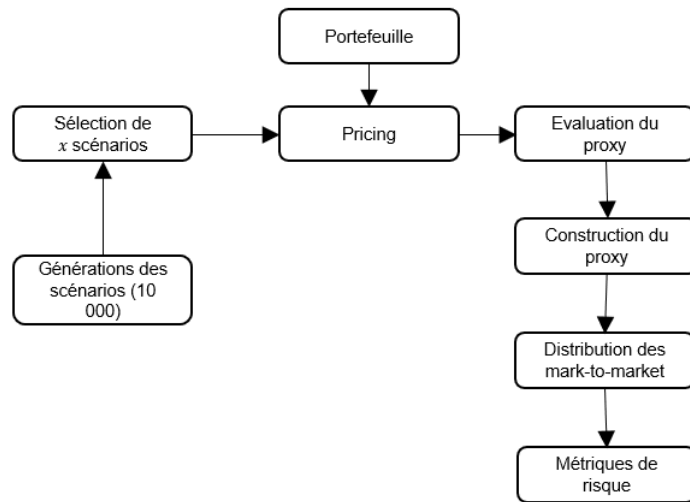 Portefeuille
Sélection de
x scénarios
Pricing
Evaluation du
proxy
Construction du
proxy
Générations des
scénarios (10
000)
Distribution des
mark-to-market
Métriques de
risque